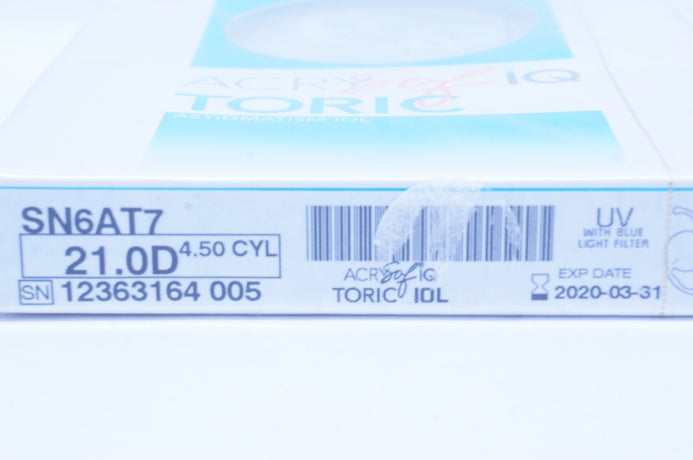 ACRYSof IQ
TORIC
ASTIGMATISM IOL
SN6AT7
21.0D 4.50 CYL
SN 12363164 005
ACRYSof IQ
TORIC IOL
UV
WITH BLUE
LIGHT FILTER
EXP DATE
2020-03-31